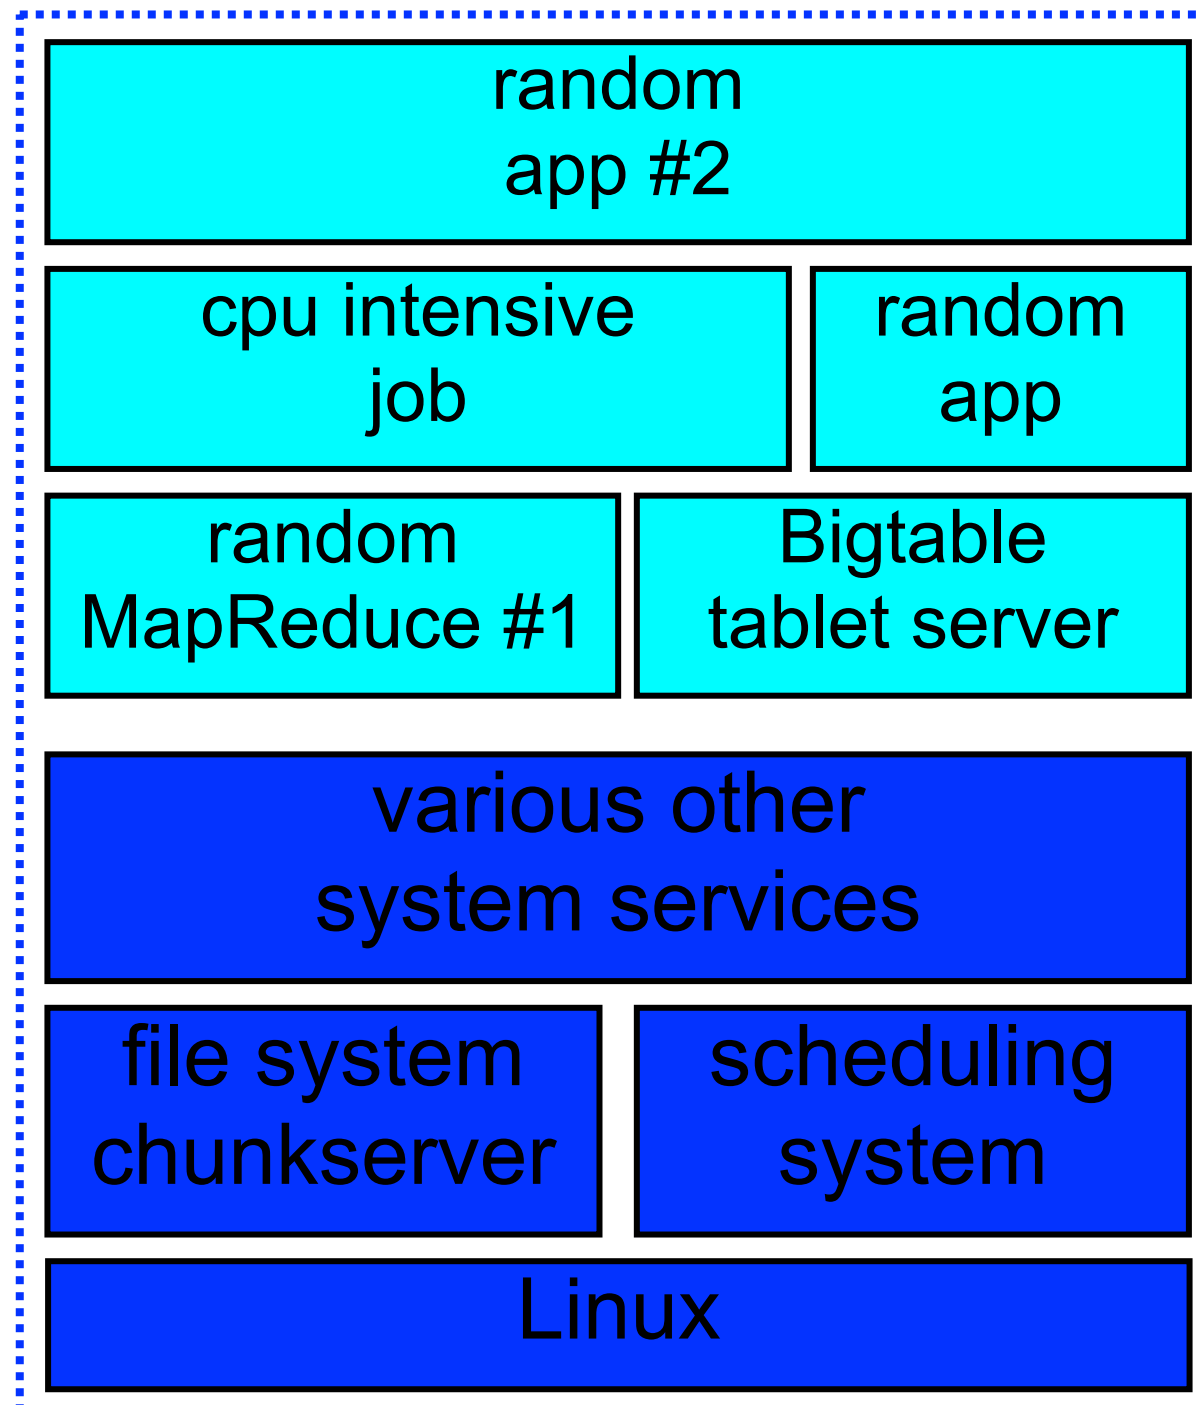 random
app #2
cpu intensive
job
random
app
random
MapReduce #1
Bigtable
tablet server
various other
system services
file system
chunkserver
scheduling
system
Linux